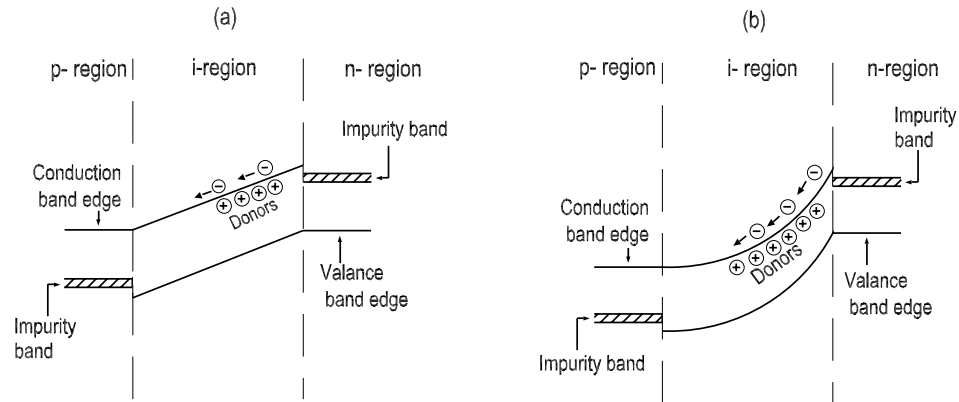 (a)
p- region
i-region
n- region
Impurity band
Conduction
band edge
Donors
Valance
band edge
Impurity
band
(b)
p- region
i- region
n-region
Impurity
band
Conduction
band edge
Donors
Valance
band edge
Impurity band